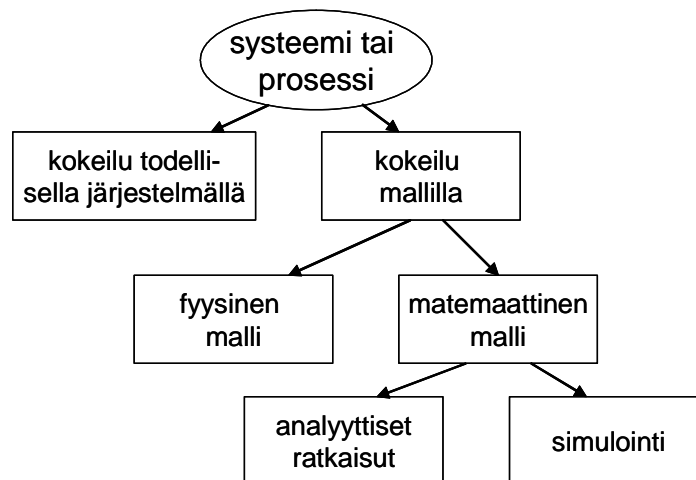 systeemi tai
prosessi
kokeilu todelli-
sella järjestelmällä
kokeilu
mallilla
fyysinen
malli
matemaattinen
malli
analyyttiset
ratkaisut
simulointi